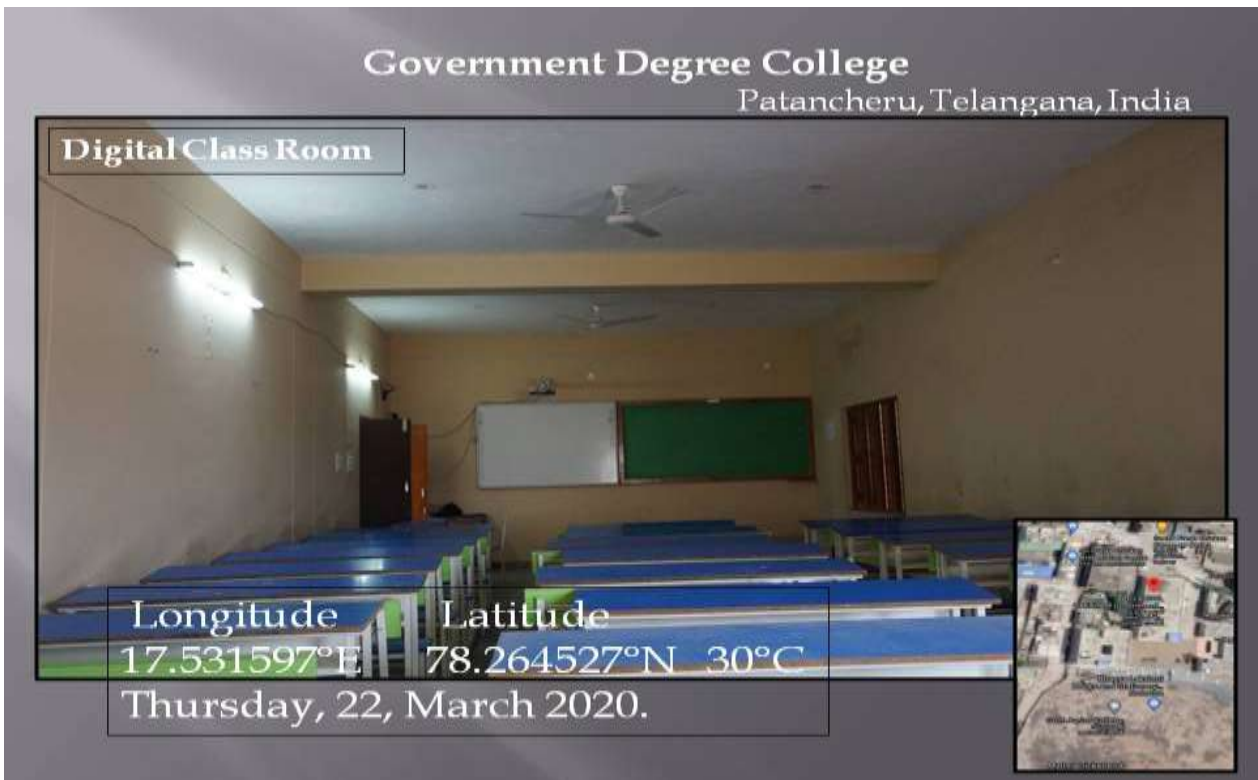 Government Degree College
Patancheru, Telangana, India
Digital Class Room
Longitude Latitude
17.531597°E 78.264527°N 30°C
Thursday, 22, March 2020.